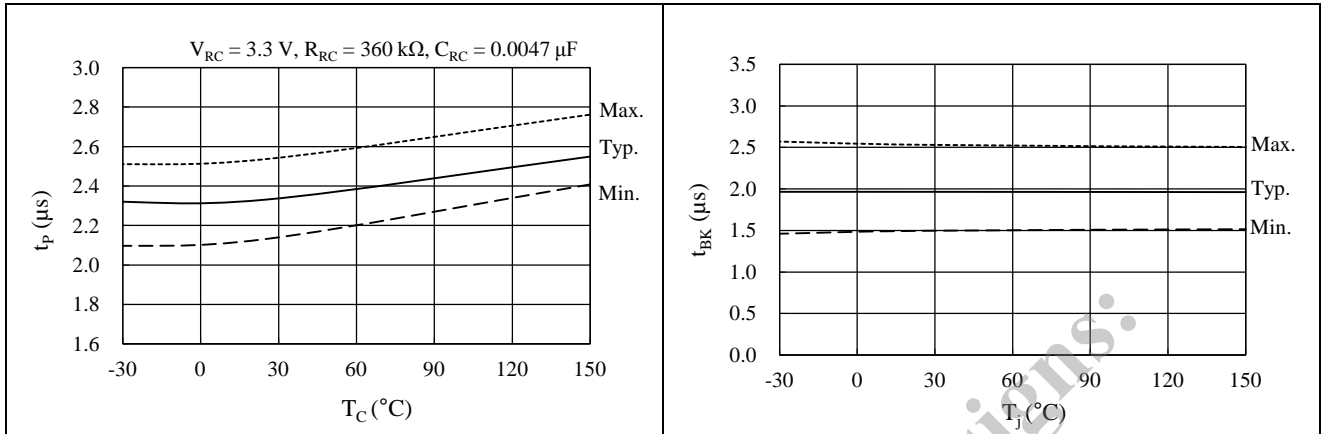 V_RC = 3.3 V, R_RC = 360 kΩ, C_RC = 0.0047 µF
3.0
2.8
2.6
2.4
2.2
2.0
1.8
1.6
t_P (µs)
-30 0 30 60 90 120 150
T_C (°C)
Max.
Typ.
Min.
3.5
3.0
2.5
2.0
1.5
1.0
0.5
0.0
t_BK (µs)
-30 0 30 60 90 120 150
T_j (°C)
Max.
Typ.
Min.